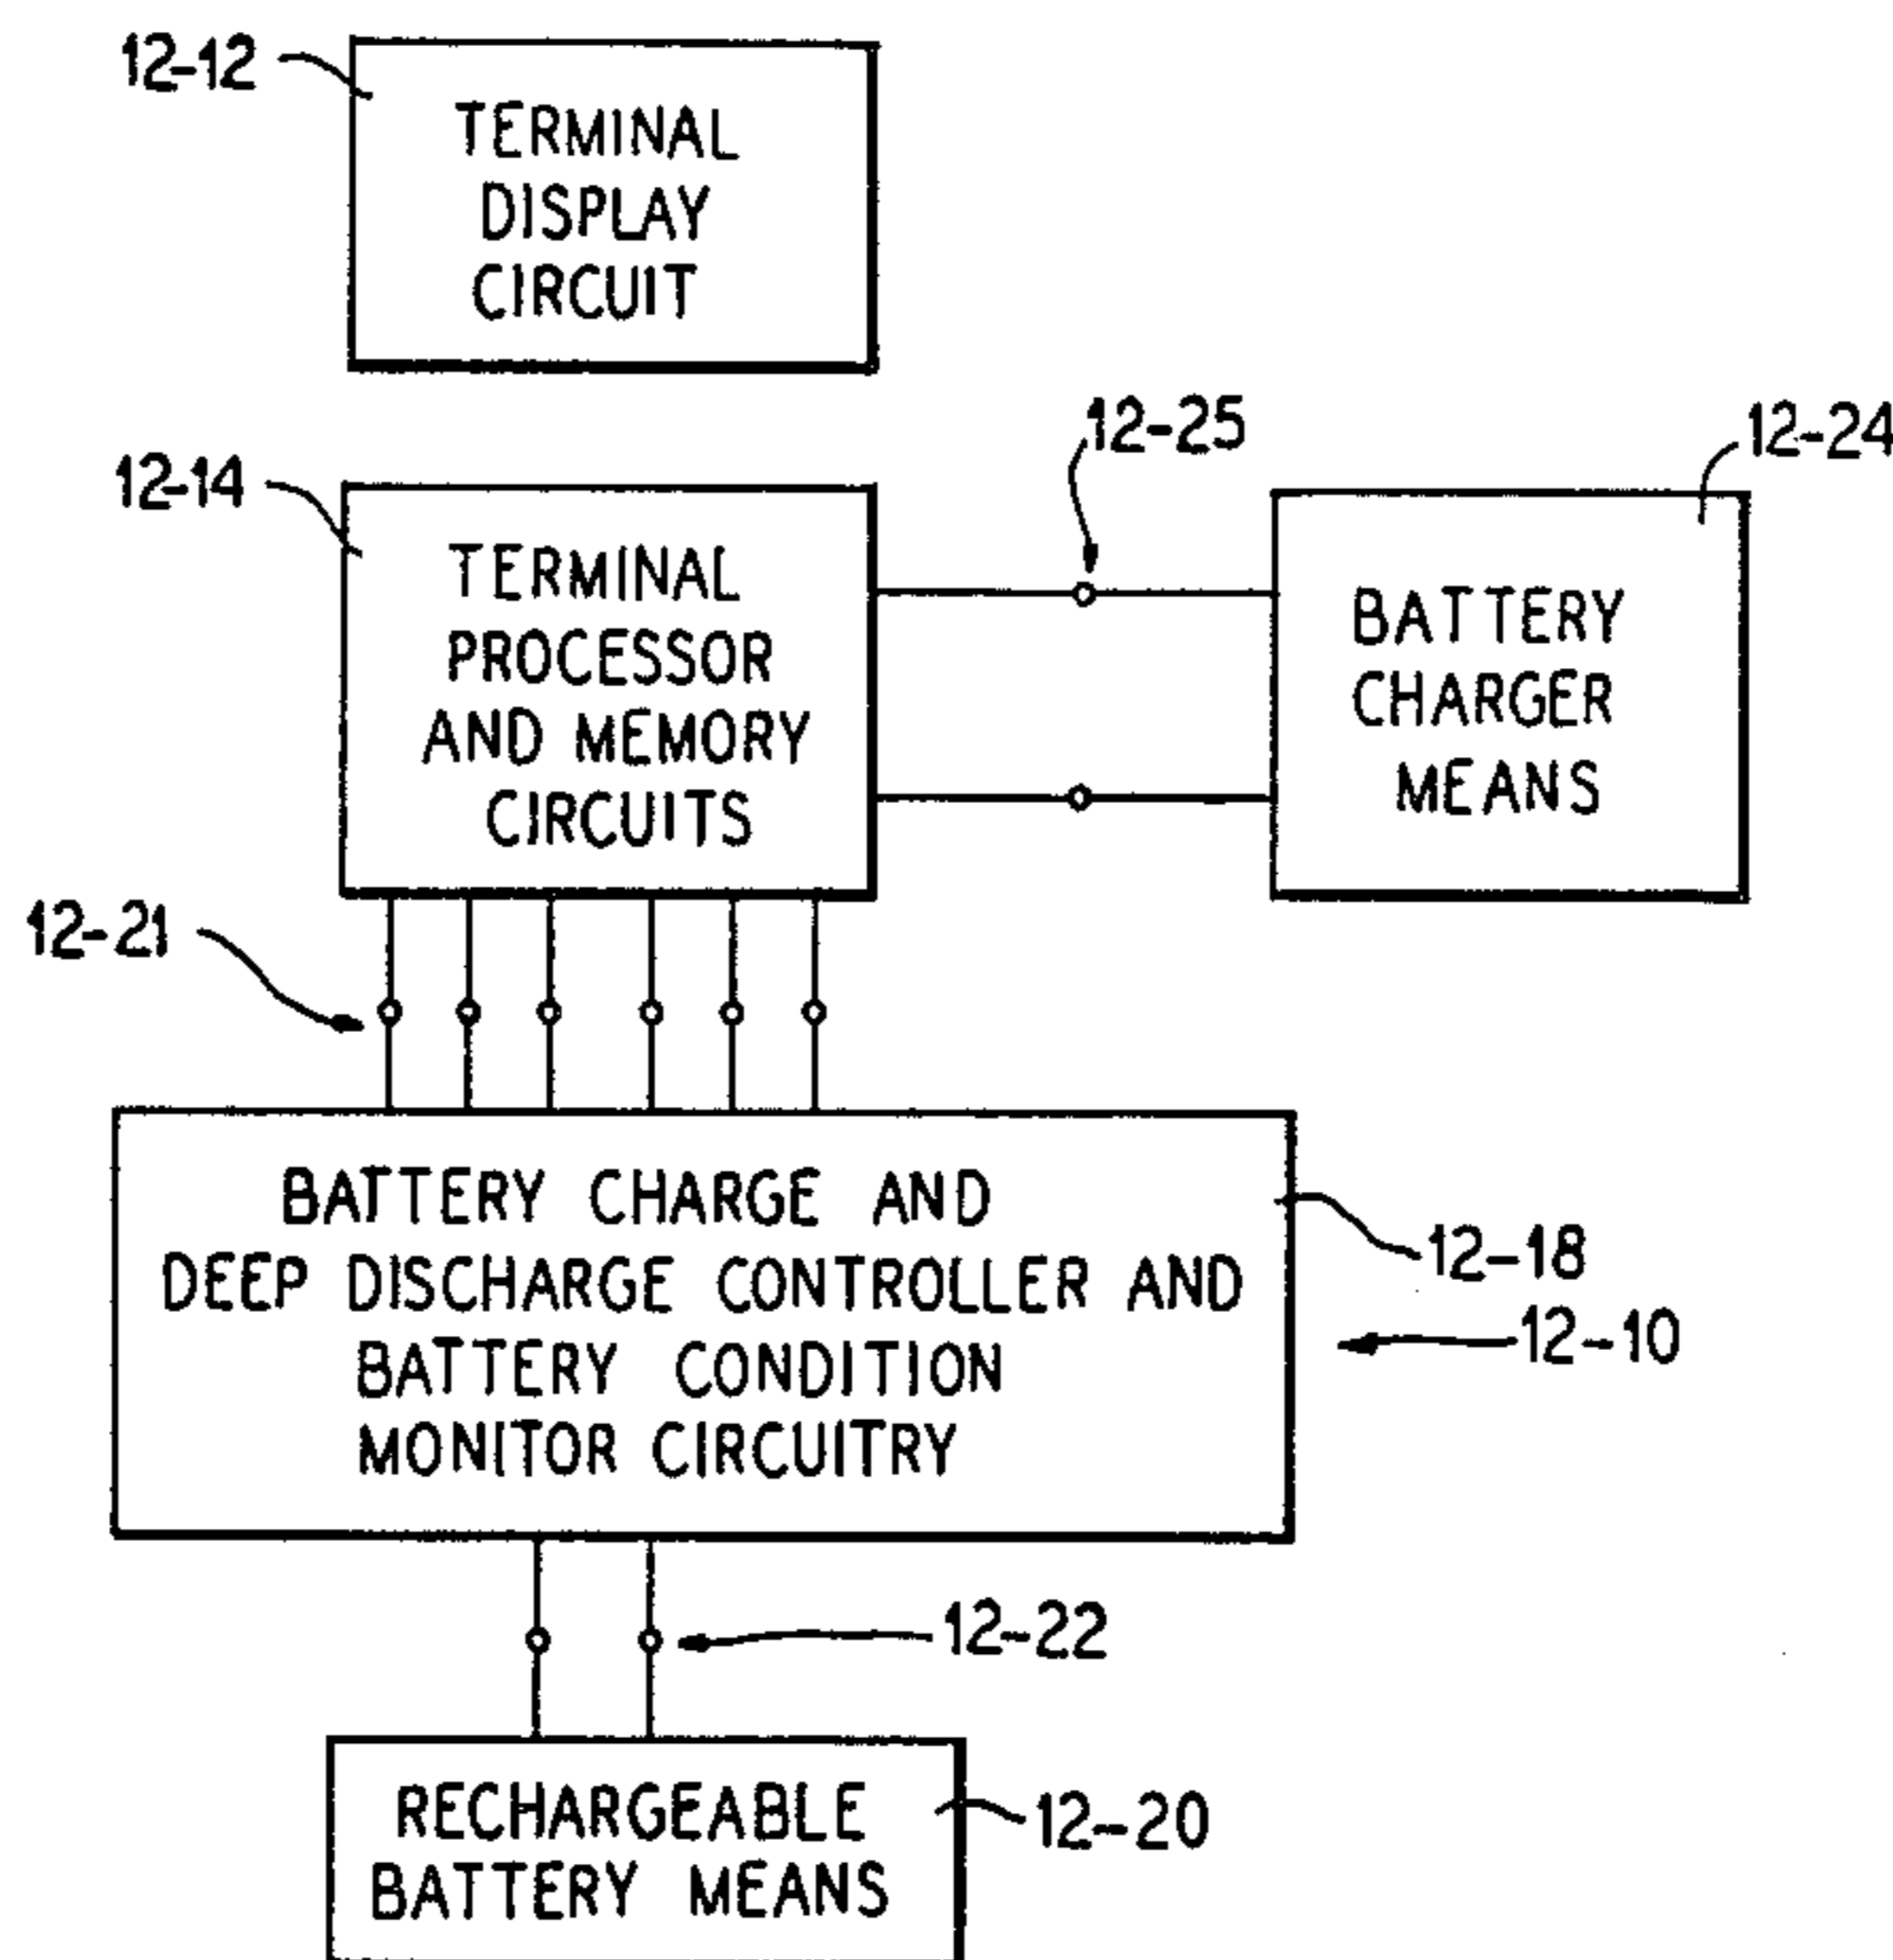 12-12
TERMINAL
DISPLAY
CIRCUIT
12-25
12-24
12-14
TERMINAL
PROCESSOR
AND MEMORY
CIRCUITS
BATTERY
CHARGER
MEANS
12-21
BATTERY CHARGE AND
DEEP DISCHARGE CONTROLLER AND
BATTERY CONDITION
MONITOR CIRCUITRY
12-18
12-10
12-22
RECHARGEABLE
BATTERY MEANS
12-20